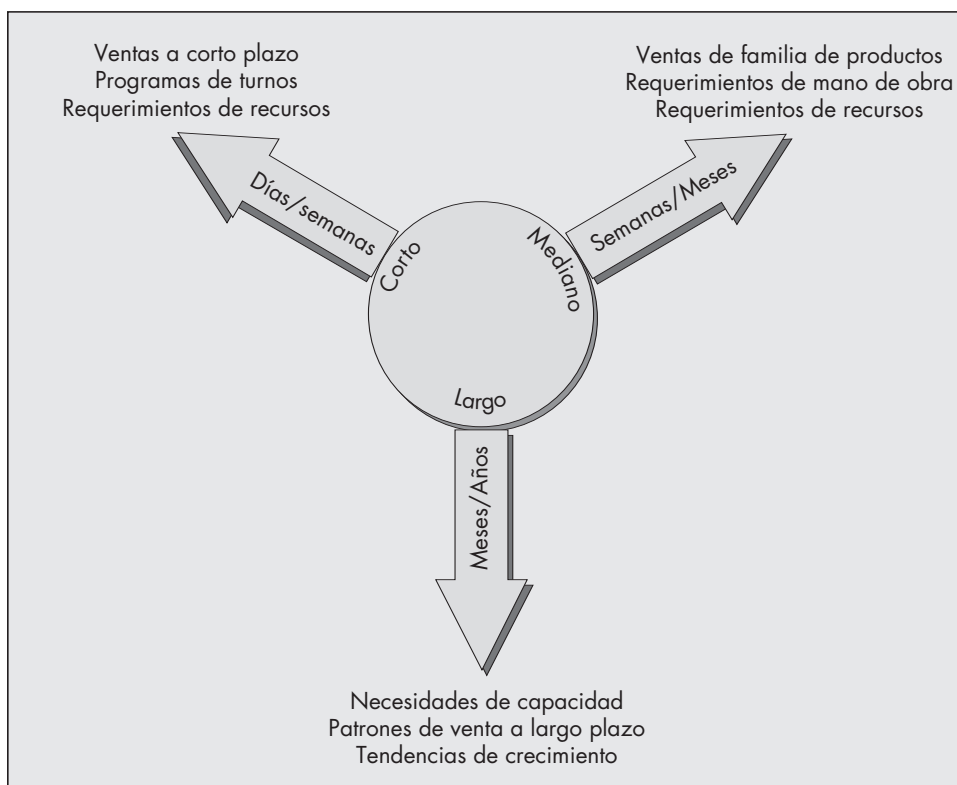 Ventas a corto plazo
Programas de turnos
Requerimientos de recursos
Ventas de familia de productos
Requerimientos de mano de obra
Requerimientos de recursos
Días/semanas
Semanas/Meses
Corto
Mediano
Largo
Meses/Años
Necesidades de capacidad
Patrones de venta a largo plazo
Tendencias de crecimiento